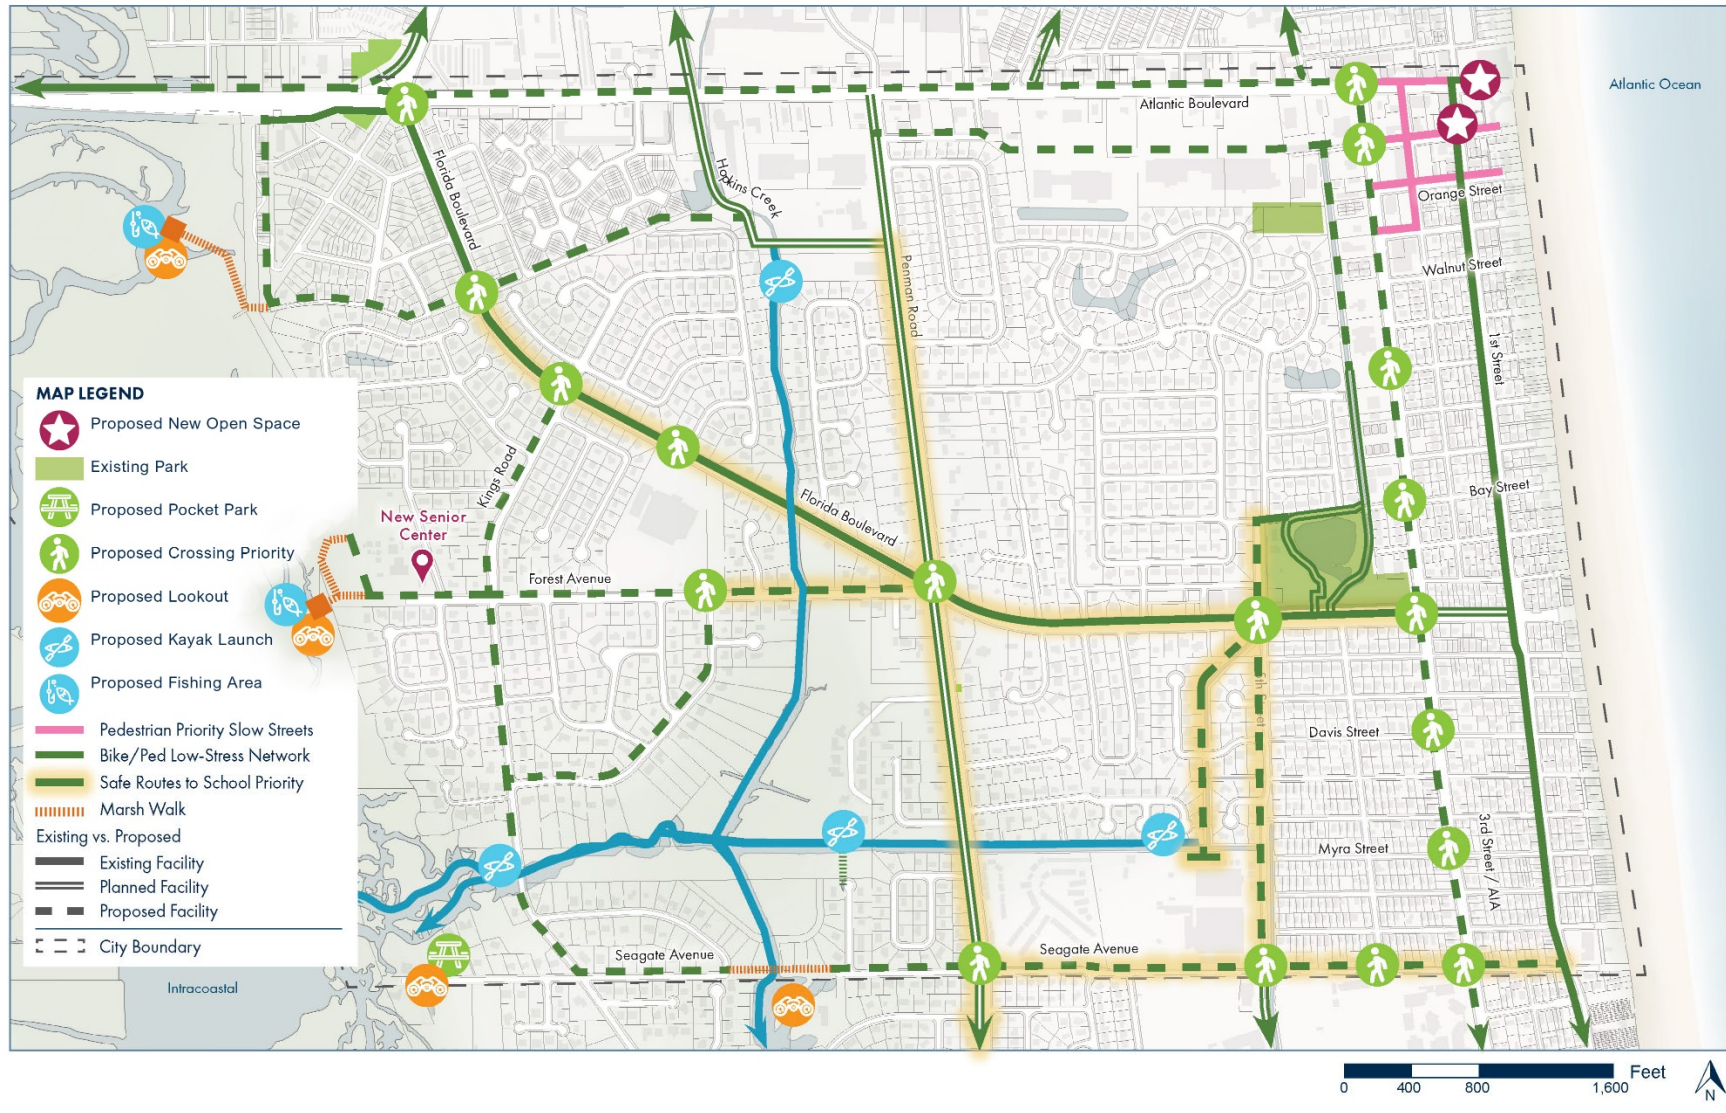 Atlantic Ocean
Atlantic Boulevard
Florida Boulevard
Hopkins Creek
Orange Street
Walnut Street
Penman Road
1st Street
MAP LEGEND
Proposed New Open Space
Existing Park
Proposed Pocket Park
Proposed Crossing Priority
Proposed Lookout
Proposed Kayak Launch
Proposed Fishing Area
Pedestrian Priority Slow Streets
Bike/Ped Low-Stress Network
Safe Routes to School Priority
Marsh Walk
Existing vs. Proposed
Existing Facility
Planned Facility
Proposed Facility
City Boundary
Kings Road
New Senior
Center
Florida Boulevard
Bay Street
Forest Avenue
Davis Street
Myra Street
3rd Street / A1A
Seagate Avenue
Seagate Avenue
Intracoastal
Feet
0 400 800 1,600
N